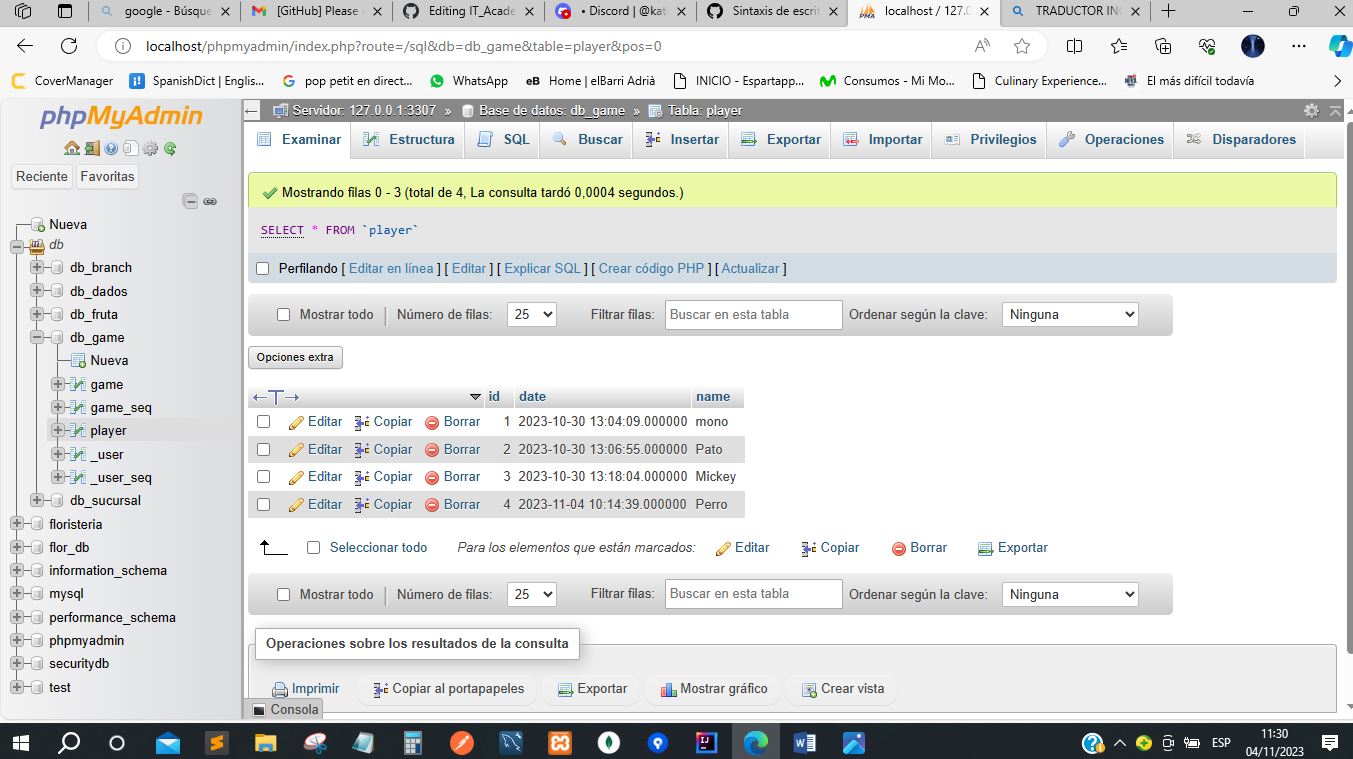 google - Búsque
[GitHub] Please
Editing IT_Acade
• Discord | @kat
Sintaxis de escrit
localhost / 127.0.
TRADUCTOR ING
localhost/phpmyadmin/index.php?route=/sql&db=db_game&table=player&pos=0
CoverManager
SpanishDict | Englis...
pop petit en direct...
WhatsApp
eB Home | elBarri Adrià
INICIO - Espartapp...
Consumos - Mi Mo...
Culinary Experience...
El más difícil todavía
phpMyAdmin
Reciente
Favoritas
Nueva
db
db_branch
db_dados
db_fruta
db_game
Nueva
game
game_seq
player
_user
_user_seq
db_sucursal
floristeria
flor_db
information_schema
mysql
performance_schema
phpmyadmin
securitydb
test
Servidor: 127.0.0.1:3307 » Base de datos: db_game » Tabla: player
Examinar Estructura SQL Buscar Insertar Exportar Importar Privilegios Operaciones Disparadores
Mostrando filas 0 - 3 (total de 4, La consulta tardó 0,0004 segundos.)
SELECT * FROM `player`
Perfilando [ Editar en línea ] [ Editar ] [ Explicar SQL ] [ Crear código PHP ] [ Actualizar ]
Mostrar todo | Número de filas: 25 Filtrar filas: Buscar en esta tabla Ordenar según la clave: Ninguna
Opciones extra
←T→ id date name
Editar Copiar Borrar 1 2023-10-30 13:04:09.000000 mono
Editar Copiar Borrar 2 2023-10-30 13:06:55.000000 Pato
Editar Copiar Borrar 3 2023-10-30 13:18:04.000000 Mickey
Editar Copiar Borrar 4 2023-11-04 10:14:39.000000 Perro
Seleccionar todo Para los elementos que están marcados: Editar Copiar Borrar Exportar
Mostrar todo | Número de filas: 25 Filtrar filas: Buscar en esta tabla Ordenar según la clave: Ninguna
Operaciones sobre los resultados de la consulta
Imprimir Copiar al portapapeles Exportar Mostrar gráfico Crear vista
Consola
ESP
11:30
04/11/2023